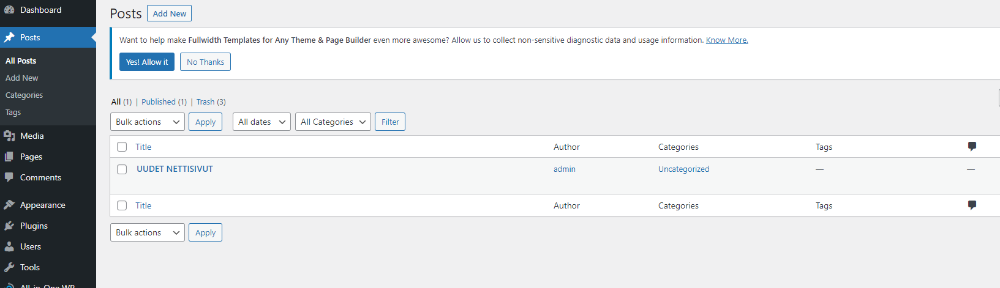 Dashboard
Posts
All Posts
Add New
Categories
Tags
Media
Pages
Comments
Appearance
Plugins
Users
Tools
All-in-One WP
Posts Add New
Want to help make Fullwidth Templates for Any Theme & Page Builder even more awesome? Allow us to collect non-sensitive diagnostic data and usage information. Know More.
Yes! Allow it No Thanks
All (1) | Published (1) | Trash (3)
Bulk actions Apply All dates All Categories Filter
Title Author Categories Tags
UUDET NETTISIVUT admin Uncategorized — —
Title Author Categories Tags
Bulk actions Apply